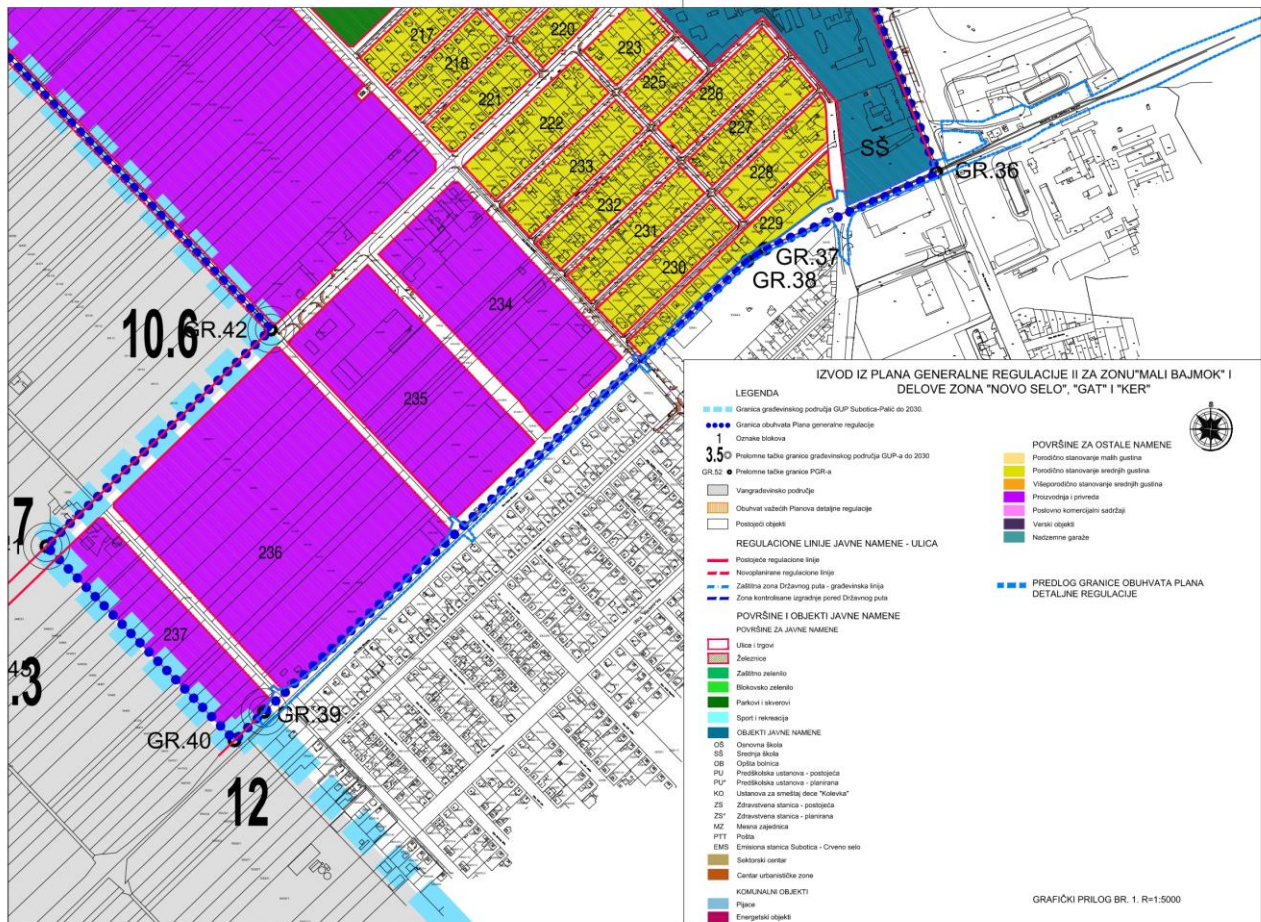 217
218
220
221
222
223
225
226
227
228
229
230
231
232
233
234
235
236
237
SŠ
GR.36
GR.37
GR.38
GR.42
10.6
7
.3
GR.39
GR.40
12
IZVOD IZ PLANA GENERALNE REGULACIJE II ZA ZONU"MALI BAJMOK" I
DELOVE ZONA "NOVO SELO", "GAT" I "KER"
LEGENDA
Granica građevinskog područja GUP Subotica-Palić do 2030.
Granica obuhvata Plana generalne regulacije
1 Oznake blokova
3.5 Prelomne tačke granice građevinskog područja GUP-a do 2030
GR.52 Prelomne tačke granice PGR-a
Vangrađevinsko područje
Obuhvat važećih Planova detaljne regulacije
Postojeći objekti
REGULACIONE LINIJE JAVNE NAMENE - ULICA
Postojeće regulacione linije
Novoplanirane regulacione linije
Zaštitna zona Državnog puta - građevinska linija
Zona kontrolisane izgradnje pored Državnog puta
POVRŠINE I OBJEKTI JAVNE NAMENE
POVRŠINE ZA JAVNE NAMENE
Ulice i trgovi
Železnice
Zaštitno zelenilo
Blokovsko zelenilo
Parkovi i skverovi
Sport i rekreacija
OBJEKTI JAVNE NAMENE
OŠ Osnovna škola
SŠ Srednja škola
OB Opšta bolnica
PU Predškolska ustanova - postojeća
PU* Predškolska ustanova - planirana
KO Ustanova za smeštaj dece "Kolevka"
ZS Zdravstvena stanica - postojeća
ZS* Zdravstvena stanica - planirana
MZ Mesna zajednica
PTT Pošta
EMS Emisiona stanica Subotica - Crveno selo
Sektorski centar
Centar urbanističke zone
KOMUNALNI OBJEKTI
Pijace
Energetski objekti
POVRŠINE ZA OSTALE NAMENE
Porodično stanovanje malih gustina
Porodično stanovanje srednjih gustina
Višeporodično stanovanje srednjih gustina
Proizvodnja i privreda
Poslovno komercijalni sadržaji
Verski objekti
Nadzemne garaže
PREDLOG GRANICE OBUHVATA PLANA
DETALJNE REGULACIJE
GRAFIČKI PRILOG BR. 1. R=1:5000